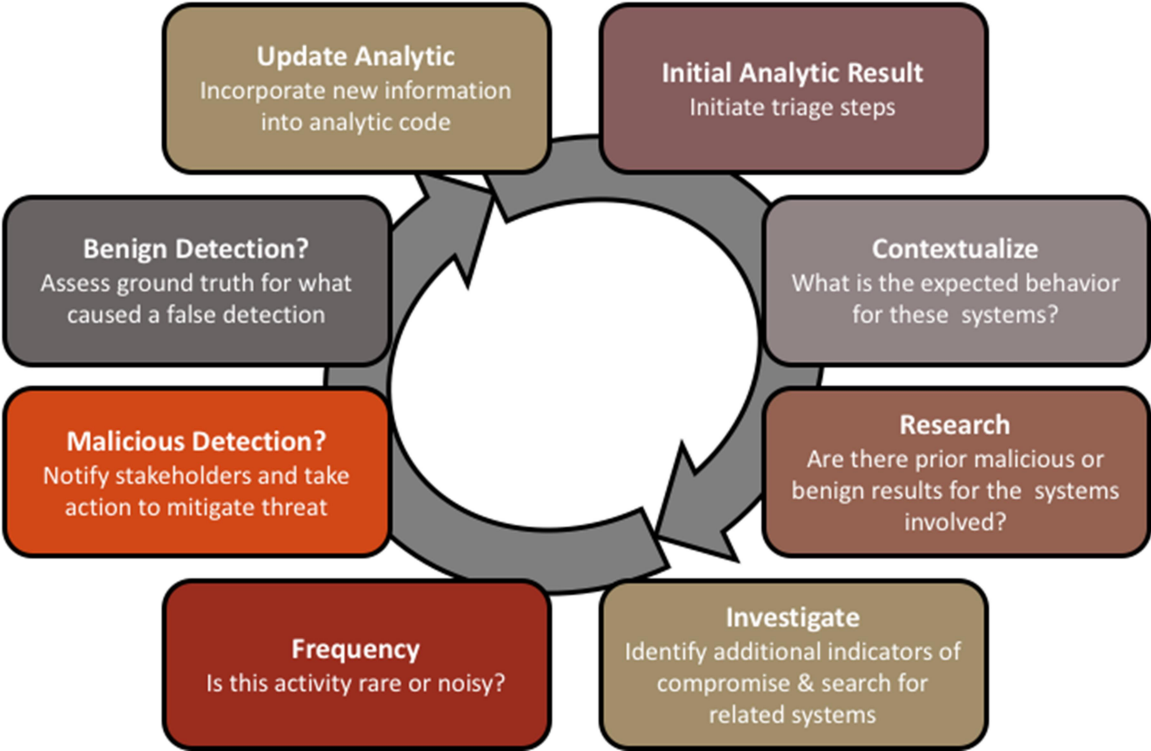 Update Analytic
Incorporate new information
into analytic code
Initial Analytic Result
Initiate triage steps
Benign Detection?
Assess ground truth for what
caused a false detection
Contextualize
What is the expected behavior
for these  systems?
Malicious Detection?
Notify stakeholders and take
action to mitigate threat
Research
Are there prior malicious or
benign results for the  systems
involved?
Frequency
Is this activity rare or noisy?
Investigate
Identify additional indicators of
compromise & search for
related systems